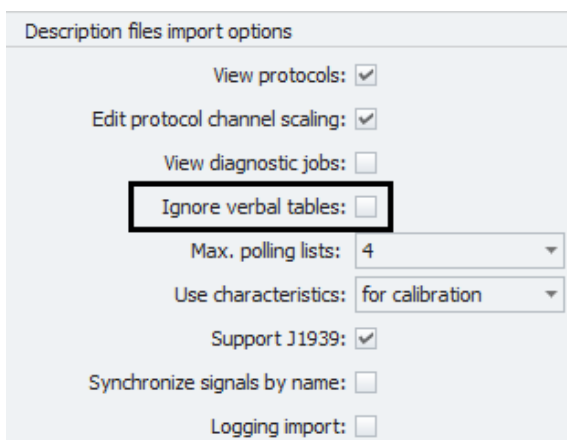 Description files import options
View protocols:
Edit protocol channel scaling:
View diagnostic jobs:
Ignore verbal tables:
Max. polling lists: 4
Use characteristics: for calibration
Support J1939:
Synchronize signals by name:
Logging import: